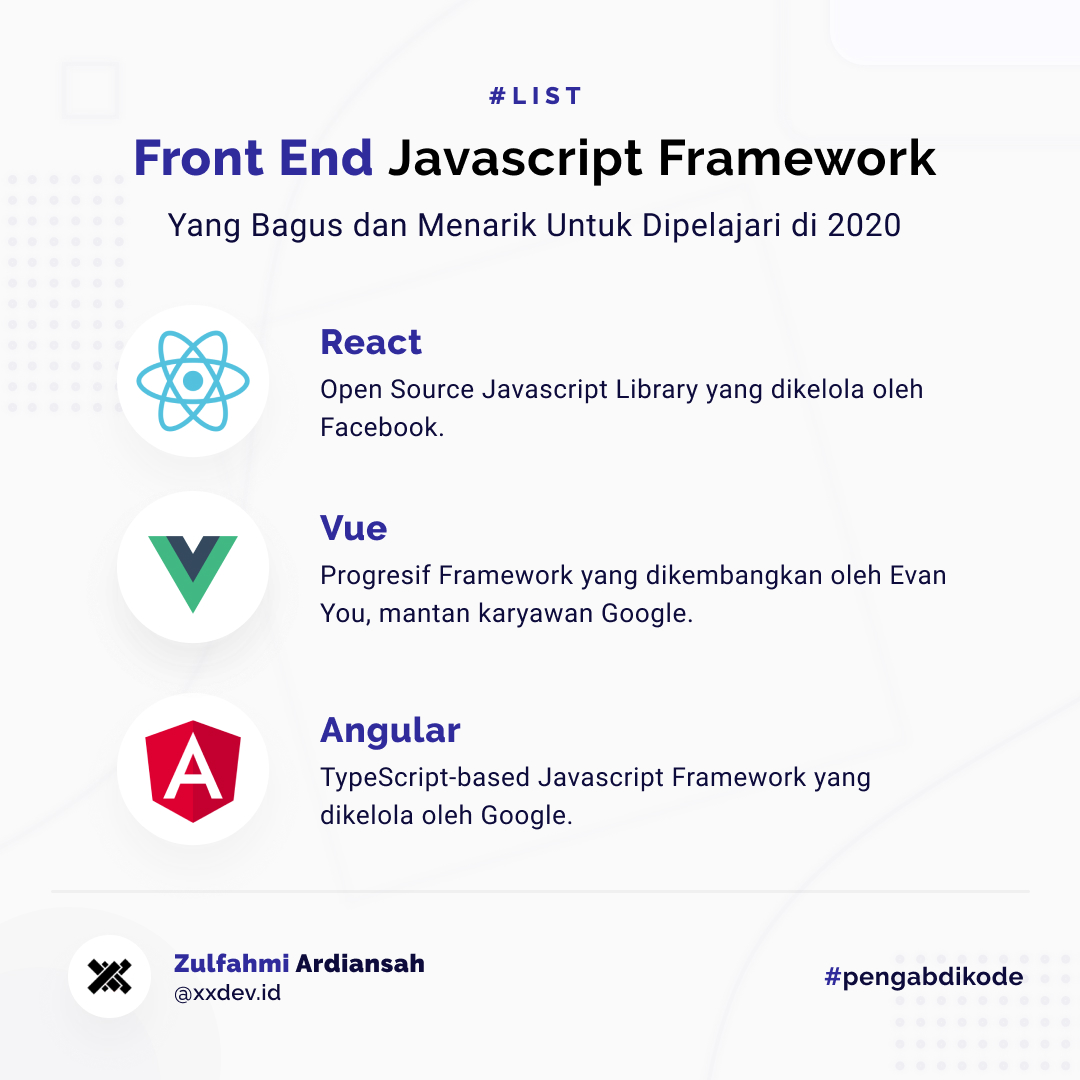 #LIST
Front End Javascript Framework
Yang Bagus dan Menarik Untuk Dipelajari di 2020
React
Open Source Javascript Library yang dikelola oleh
Facebook.
Vue
Progresif Framework yang dikembangkan oleh Evan
You, mantan karyawan Google.
A
Angular
TypeScript-based Javascript Framework yang
dikelola oleh Google.
Zulfahmi Ardiansah
@xxdev.id
#pengabdikode